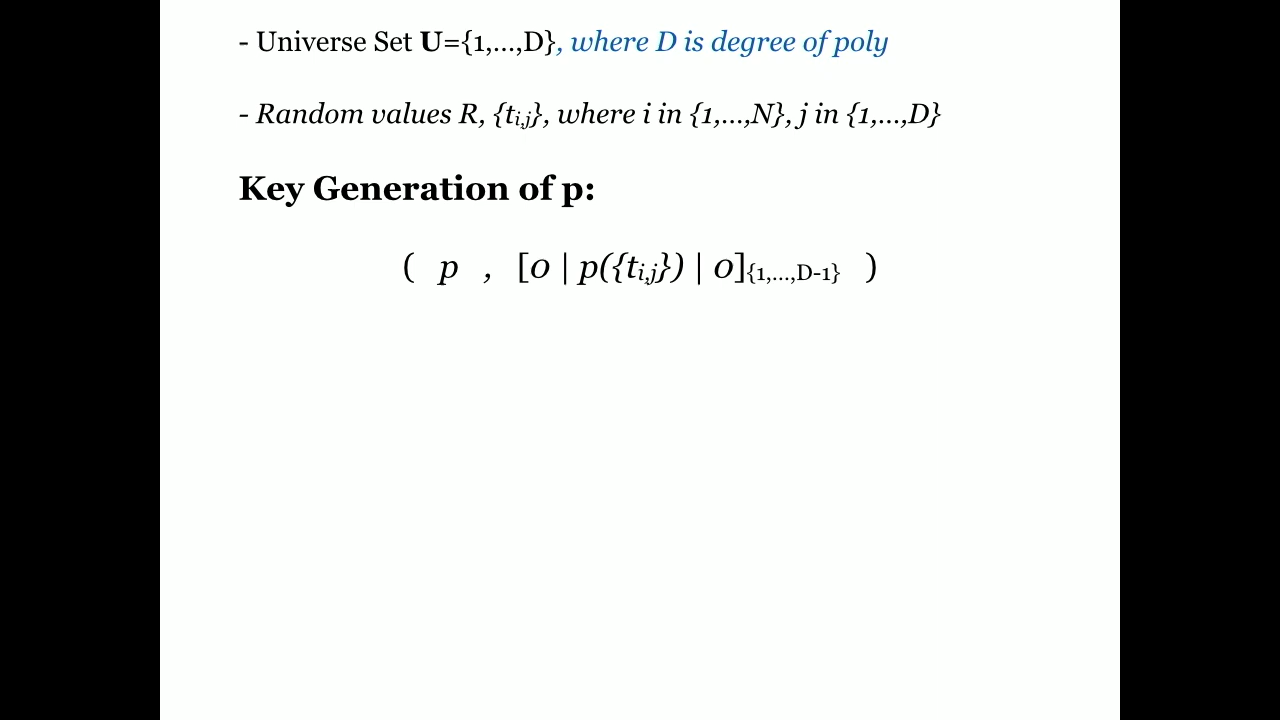 - Universe Set U={1,...,D}, where D is degree of poly
- Random values R, {ti,j}, where i in {1,...,N}, j in {1,...,D}
Key Generation of p:
( p , [0 | p({ti,j}) | 0]{1,...,D-1} )